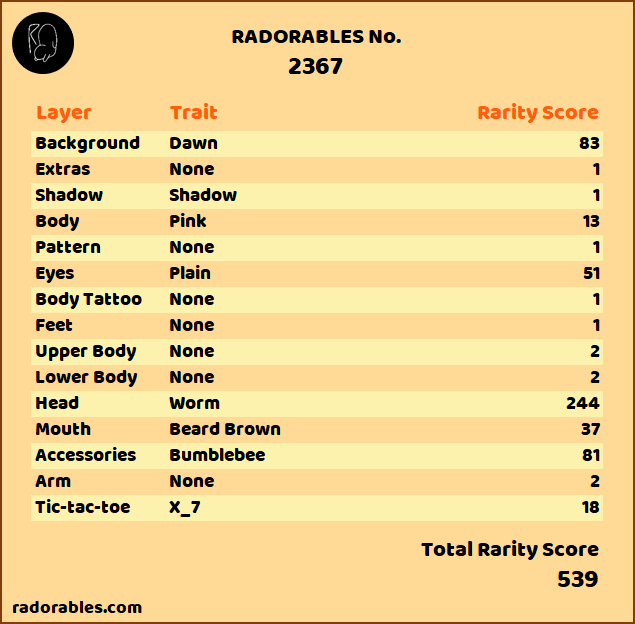 RADORABLES No.
2367
Layer Trait Rarity Score
Background Dawn 83
Extras None 1
Shadow Shadow 1
Body Pink 13
Pattern None 1
Eyes Plain 51
Body Tattoo None 1
Feet None 1
Upper Body None 2
Lower Body None 2
Head Worm 244
Mouth Beard Brown 37
Accessories Bumblebee 81
Arm None 2
Tic-tac-toe X_7 18
Total Rarity Score
539
radorables.com